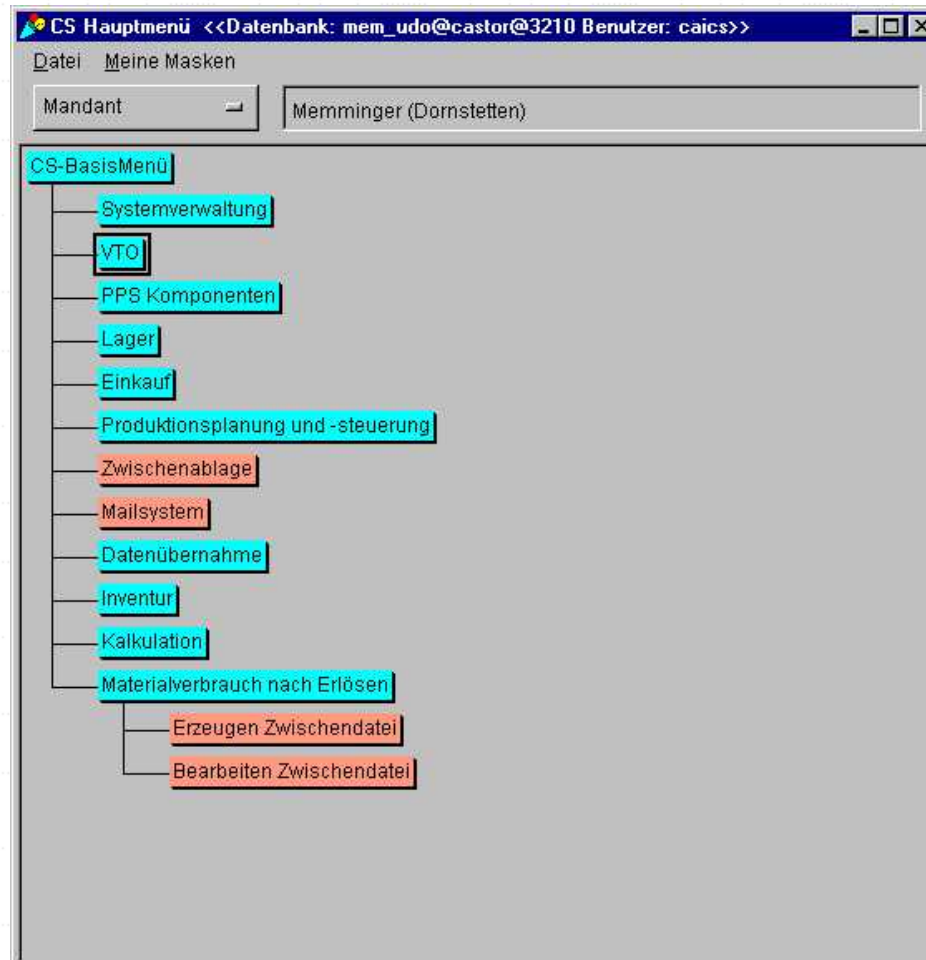 CS Hauptmenü <<Datenbank: mem_udo@castor@3210 Benutzer: caics>>
Datei Meine Masken
Mandant Memminger (Dornstetten)
CS-BasisMenü
Systemverwaltung
VTO
PPS Komponenten
Lager
Einkauf
Produktionsplanung und -steuerung
Zwischenablage
Mailsystem
Datenübernahme
Inventur
Kalkulation
Materialverbrauch nach Erlösen
Erzeugen Zwischendatei
Bearbeiten Zwischendatei